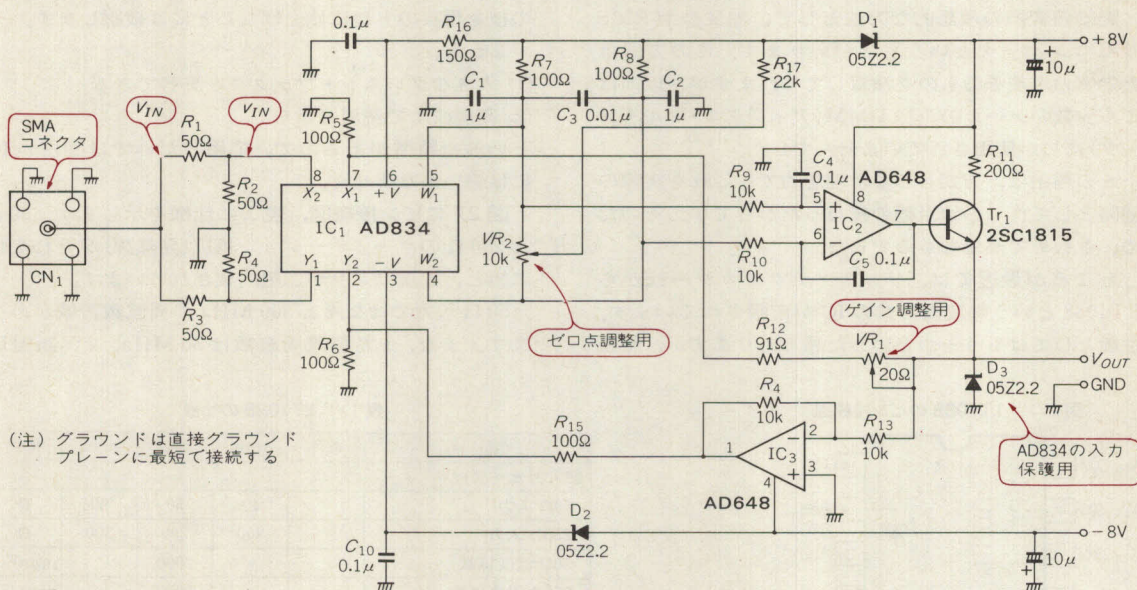 0.1μ
R16
150Ω
D1
05Z2.2
+8V
10μ
+
R7
100Ω
R8
100Ω
R17
22k
C1
1μ
C3 0.01μ
C2
1μ
SMA
コネクタ
CN1
VIN
VIN
R1
50Ω
R2
50Ω
R4
50Ω
R3
50Ω
R5
100Ω
8 7 6 5
X2 X1 +V W1
IC1 AD834
Y1 Y2 −V W2
1 2 3 4
R6
100Ω
VR2
10k
ゼロ点調整用
R9
10k
R10
10k
C4
0.1μ
AD648
5 + 8
IC2
6 −
C5 0.1μ
R11
200Ω
Tr1
2SC1815
ゲイン調整用
R12
91Ω
VR1
20Ω
VOUT
GND
D3
05Z2.2
AD834の入力
保護用
R4
10k
R13
10k
R15
100Ω
1 − 2
IC3
4 + 3
AD648
(注) グラウンドは直接グラウンド
プレーンに最短で接続する
D2
05Z2.2
C10
0.1μ
−8V
10μ
+